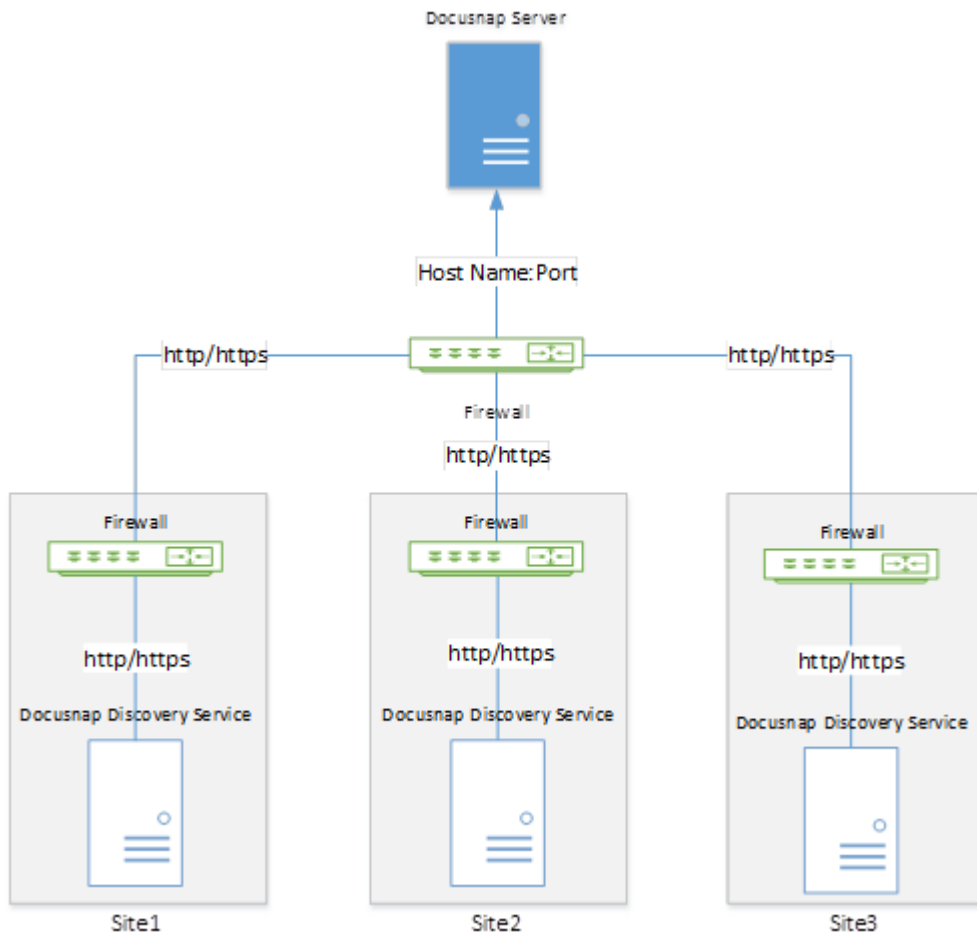 Docusnap Server
Host Name:Port
http/https
http/https
Firewall
http/https
Firewall
Firewall
Firewall
http/https
http/https
http/https
Docusnap Discovery Service
Docusnap Discovery Service
Docusnap Discovery Service
Site1
Site2
Site3